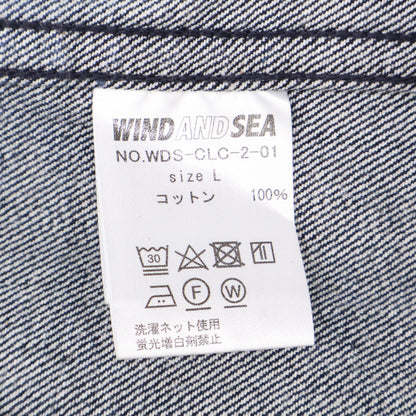 WIND AND SEA
NO.WDS-CLC-2-01
size L
コットン 100%
30
F W
洗濯ネット使用
蛍光増白剤禁止